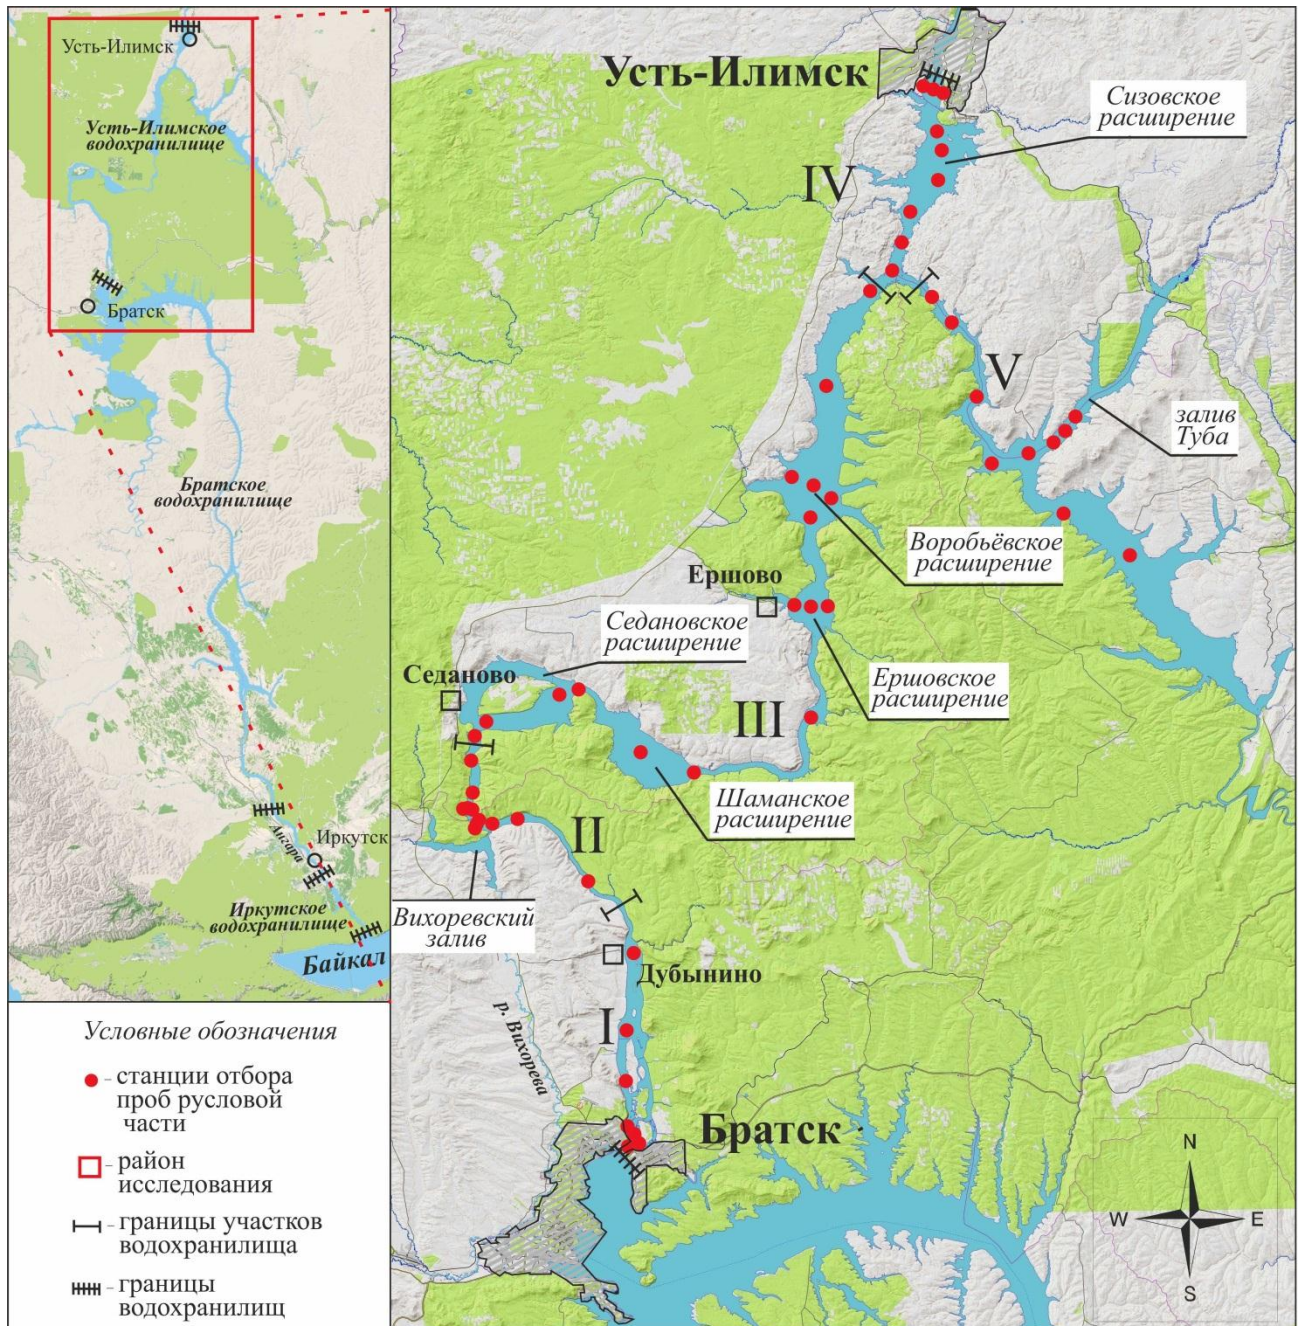 Усть-Илимск
Усть-Илимское
водохранилище
Братск
Братское
водохранилище
Ангара
Иркутск
Иркутское
водохранилище
Байкал
Условные обозначения
- станции отбора
проб русловой
части
- район
исследования
- границы участков
водохранилища
- границы
водохранилищ
Усть-Илимск
Сизовское
расширение
IV
V
залив
Туба
Воробьёвское
расширение
Ершово
Седановское
расширение
Седаново
Ершовское
расширение
III
Шаманское
расширение
II
Вихоревский
залив
Дубынино
р. Вихорева
I
Братск
N
W
E
S